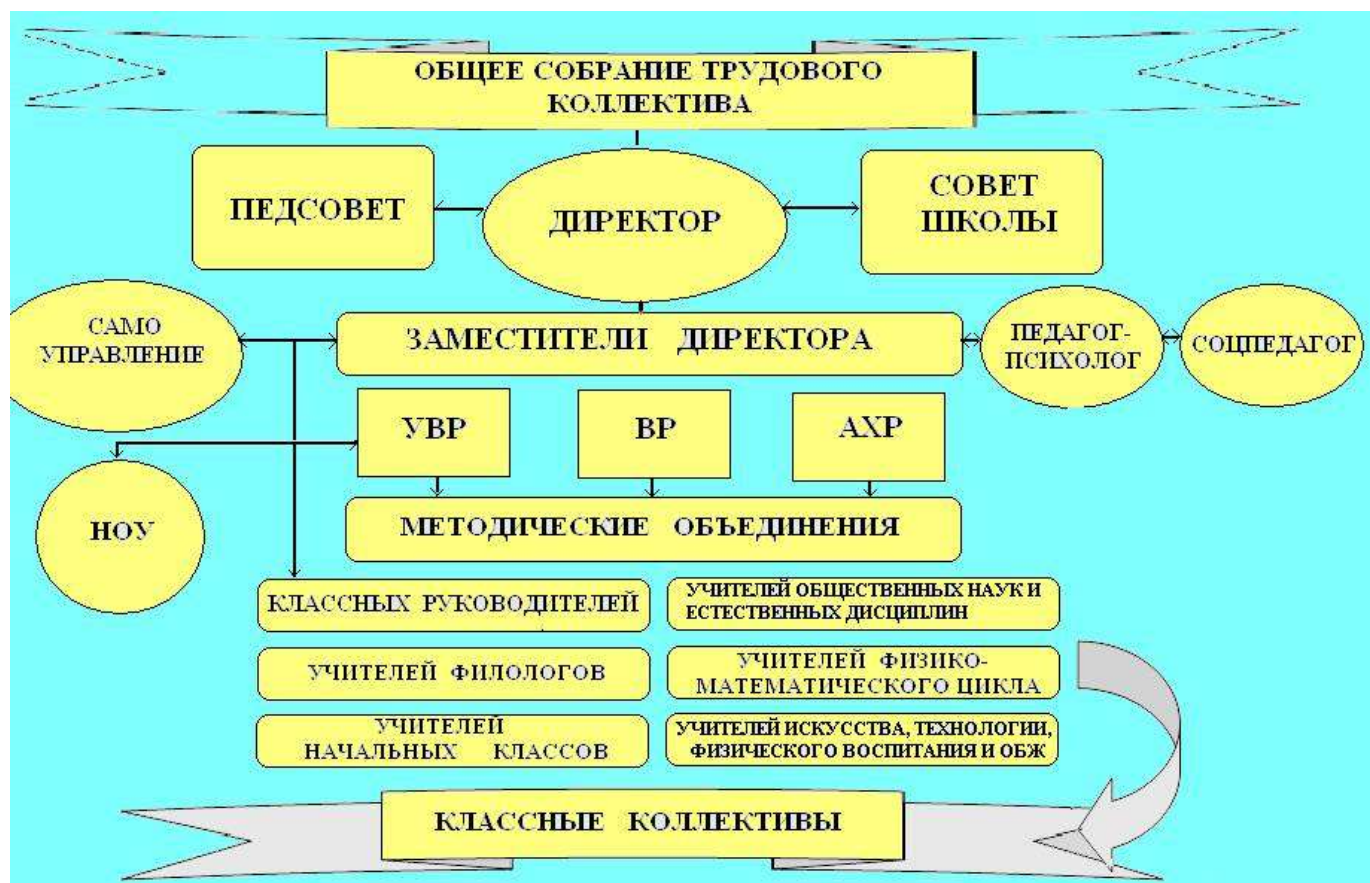 ОБЩЕЕ СОБРАНИЕ ТРУДОВОГО
КОЛЛЕКТИВА
ПЕДСОВЕТ
ДИРЕКТОР
СОВЕТ
ШКОЛЫ
САМО
УПРАВЛЕНИЕ
ЗАМЕСТИТЕЛИ ДИРЕКТОРА
ПЕДАГОГ-
ПСИХОЛОГ
СОЦПЕДАГОГ
УВР
ВР
АХР
НОУ
МЕТОДИЧЕСКИЕ ОБЪЕДИНЕНИЯ
КЛАССНЫХ РУКОВОДИТЕЛЕЙ
УЧИТЕЛЕЙ ОБЩЕСТВЕННЫХ НАУК И
ЕСТЕСТВЕННЫХ ДИСЦИПЛИН
УЧИТЕЛЕЙ ФИЛОЛОГОВ
УЧИТЕЛЕЙ ФИЗИКО-
МАТЕМАТИЧЕСКОГО ЦИКЛА
УЧИТЕЛЕЙ
НАЧАЛЬНЫХ КЛАССОВ
УЧИТЕЛЕЙ ИСКУССТВА, ТЕХНОЛОГИИ,
ФИЗИЧЕСКОГО ВОСПИТАНИЯ И ОБЖ
КЛАССНЫЕ КОЛЛЕКТИВЫ